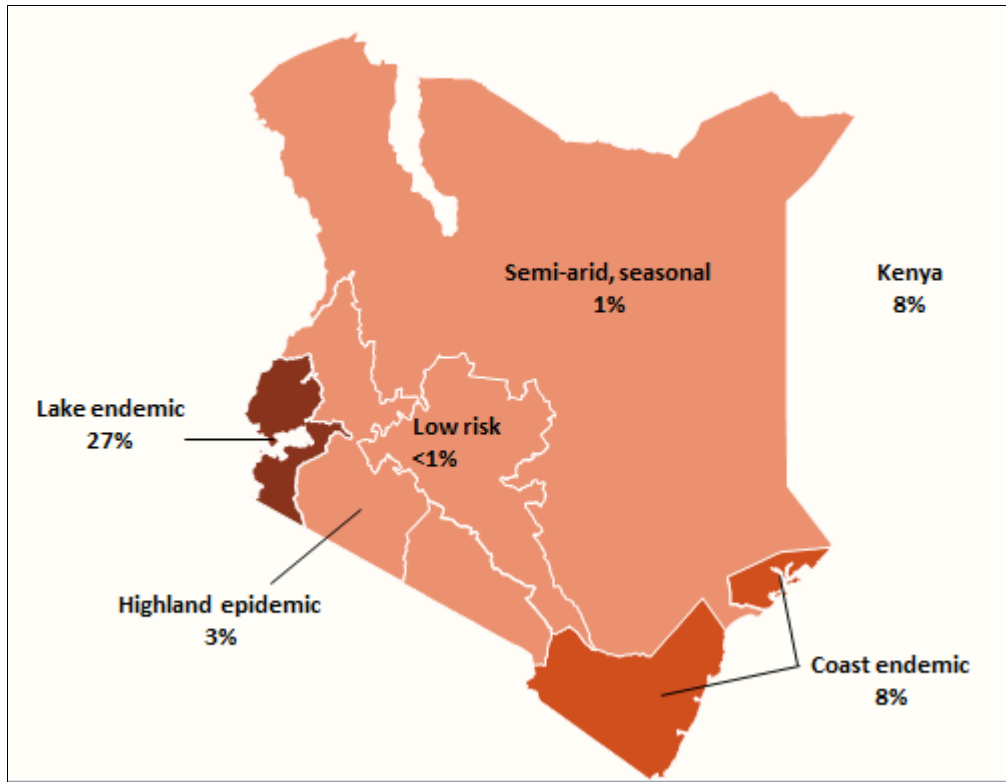 Semi-arid, seasonal
1%
Kenya
8%
Lake endemic
27%
Low risk
<1%
Highland epidemic
3%
Coast endemic
8%